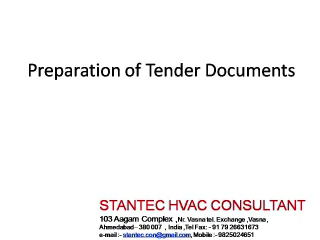 Preparation of Tender Documents
STANTEC HVAC CONSULTANT
103 Aagam Complex , Nr. Vasna tel. Exchange ,Vasna,
Ahmedabad - 380 007 , India ,Tel Fax: - 91 79 26631673
e-mail :- stantec.con@gmail.com, Mobile :- 9825024651